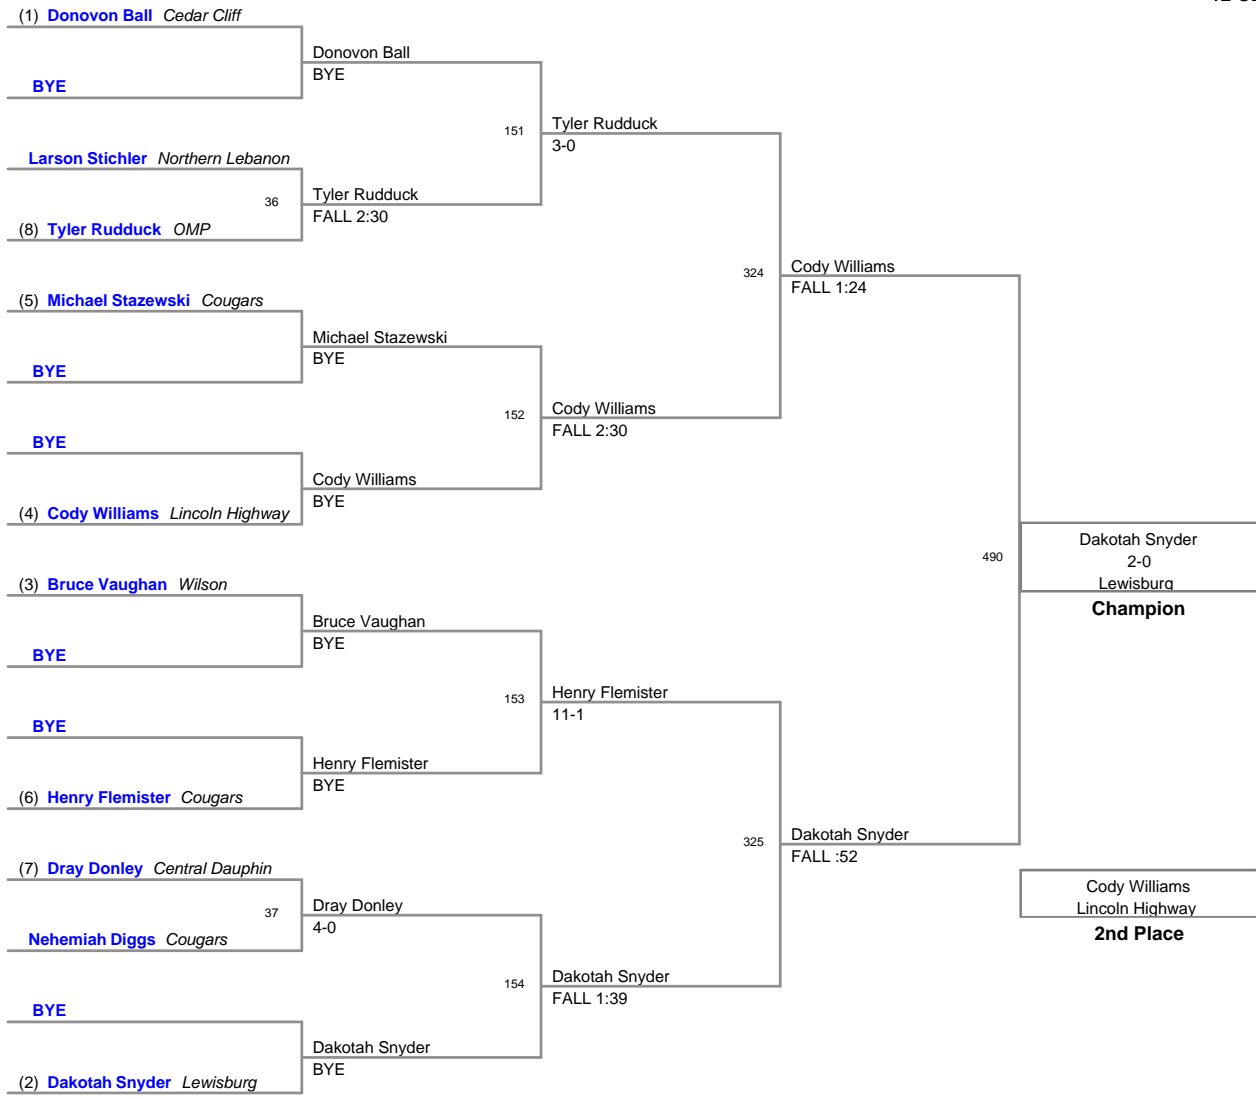 (1) Donovon Ball Cedar Cliff
Donovon Ball
BYE
BYE
151
Tyler Rudduck
3-0
Larson Stichler Northern Lebanon
36
Tyler Rudduck
FALL 2:30
(8) Tyler Rudduck OMP
324
Cody Williams
FALL 1:24
(5) Michael Stazewski Cougars
Michael Stazewski
BYE
BYE
152
Cody Williams
FALL 2:30
BYE
Cody Williams
BYE
(4) Cody Williams Lincoln Highway
490
Dakotah Snyder
2-0
Lewisburg
Champion
(3) Bruce Vaughan Wilson
Bruce Vaughan
BYE
BYE
153
Henry Flemister
11-1
BYE
Henry Flemister
BYE
(6) Henry Flemister Cougars
325
Dakotah Snyder
FALL :52
(7) Dray Donley Central Dauphin
37
Dray Donley
4-0
Nehemiah Diggs Cougars
154
Dakotah Snyder
FALL 1:39
BYE
Dakotah Snyder
BYE
(2) Dakotah Snyder Lewisburg
Cody Williams
Lincoln Highway
2nd Place